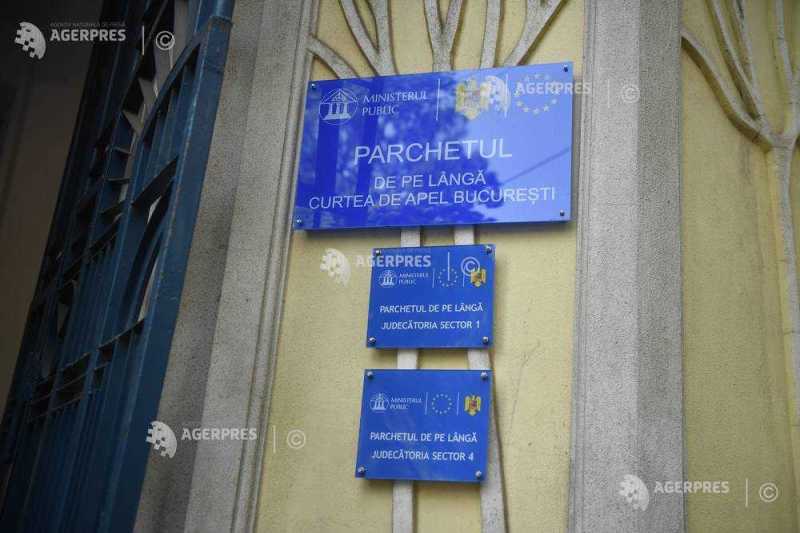 AGENȚIA NAȚIONALĂ DE PRESĂ
AGERPRES ©
MINISTERUL
PUBLIC
AGERPRES ©
PARCHETUL
DE PE LÂNGĂ
CURTEA DE APEL BUCUREȘTI
AGERPRES ©
MINISTERUL
PUBLIC
PARCHETUL DE PE LÂNGĂ
JUDECĂTORIA SECTOR 1
MINISTERUL
PUBLIC
PARCHETUL DE PE LÂNGĂ
JUDECĂTORIA SECTOR 4
AGERPRES ©
AGERPRES ©